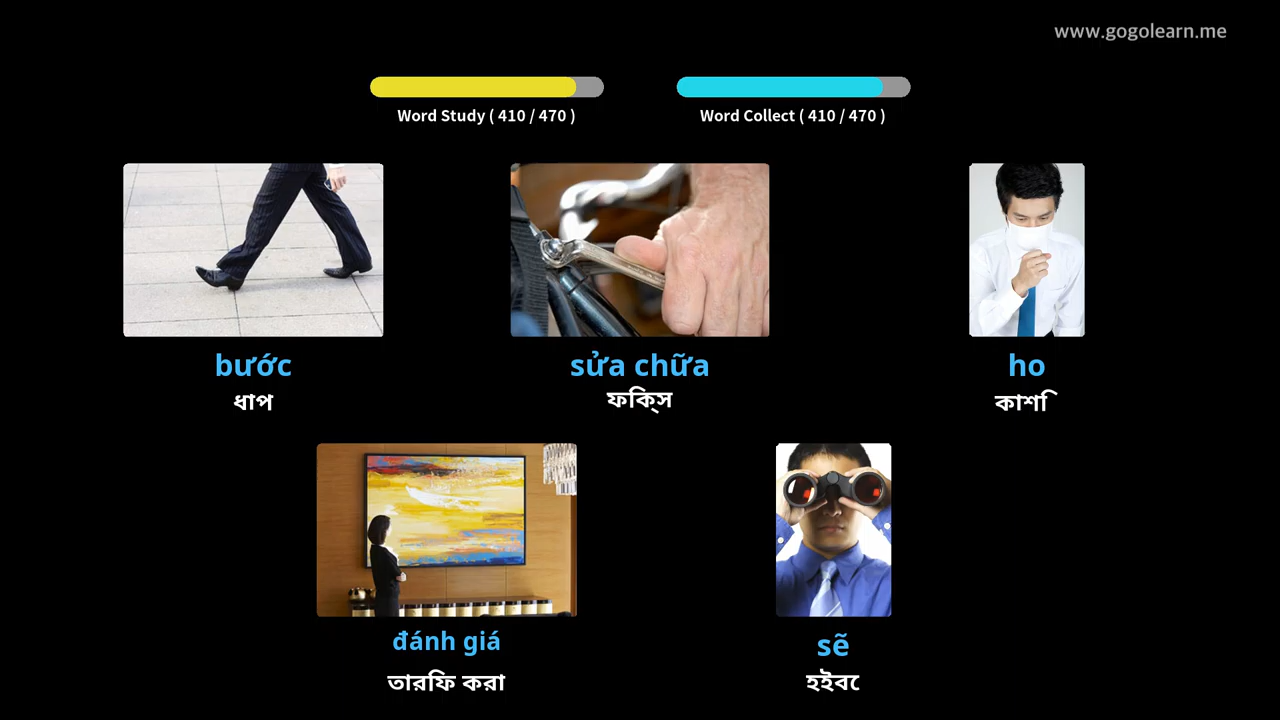 www.gogolearn.me
Word Study ( 410 / 470 )
Word Collect ( 410 / 470 )
bước
ধাপ
sửa chữa
ফিক্স
ho
কাশি
đánh giá
তারিফ করা
sẽ
হইবে